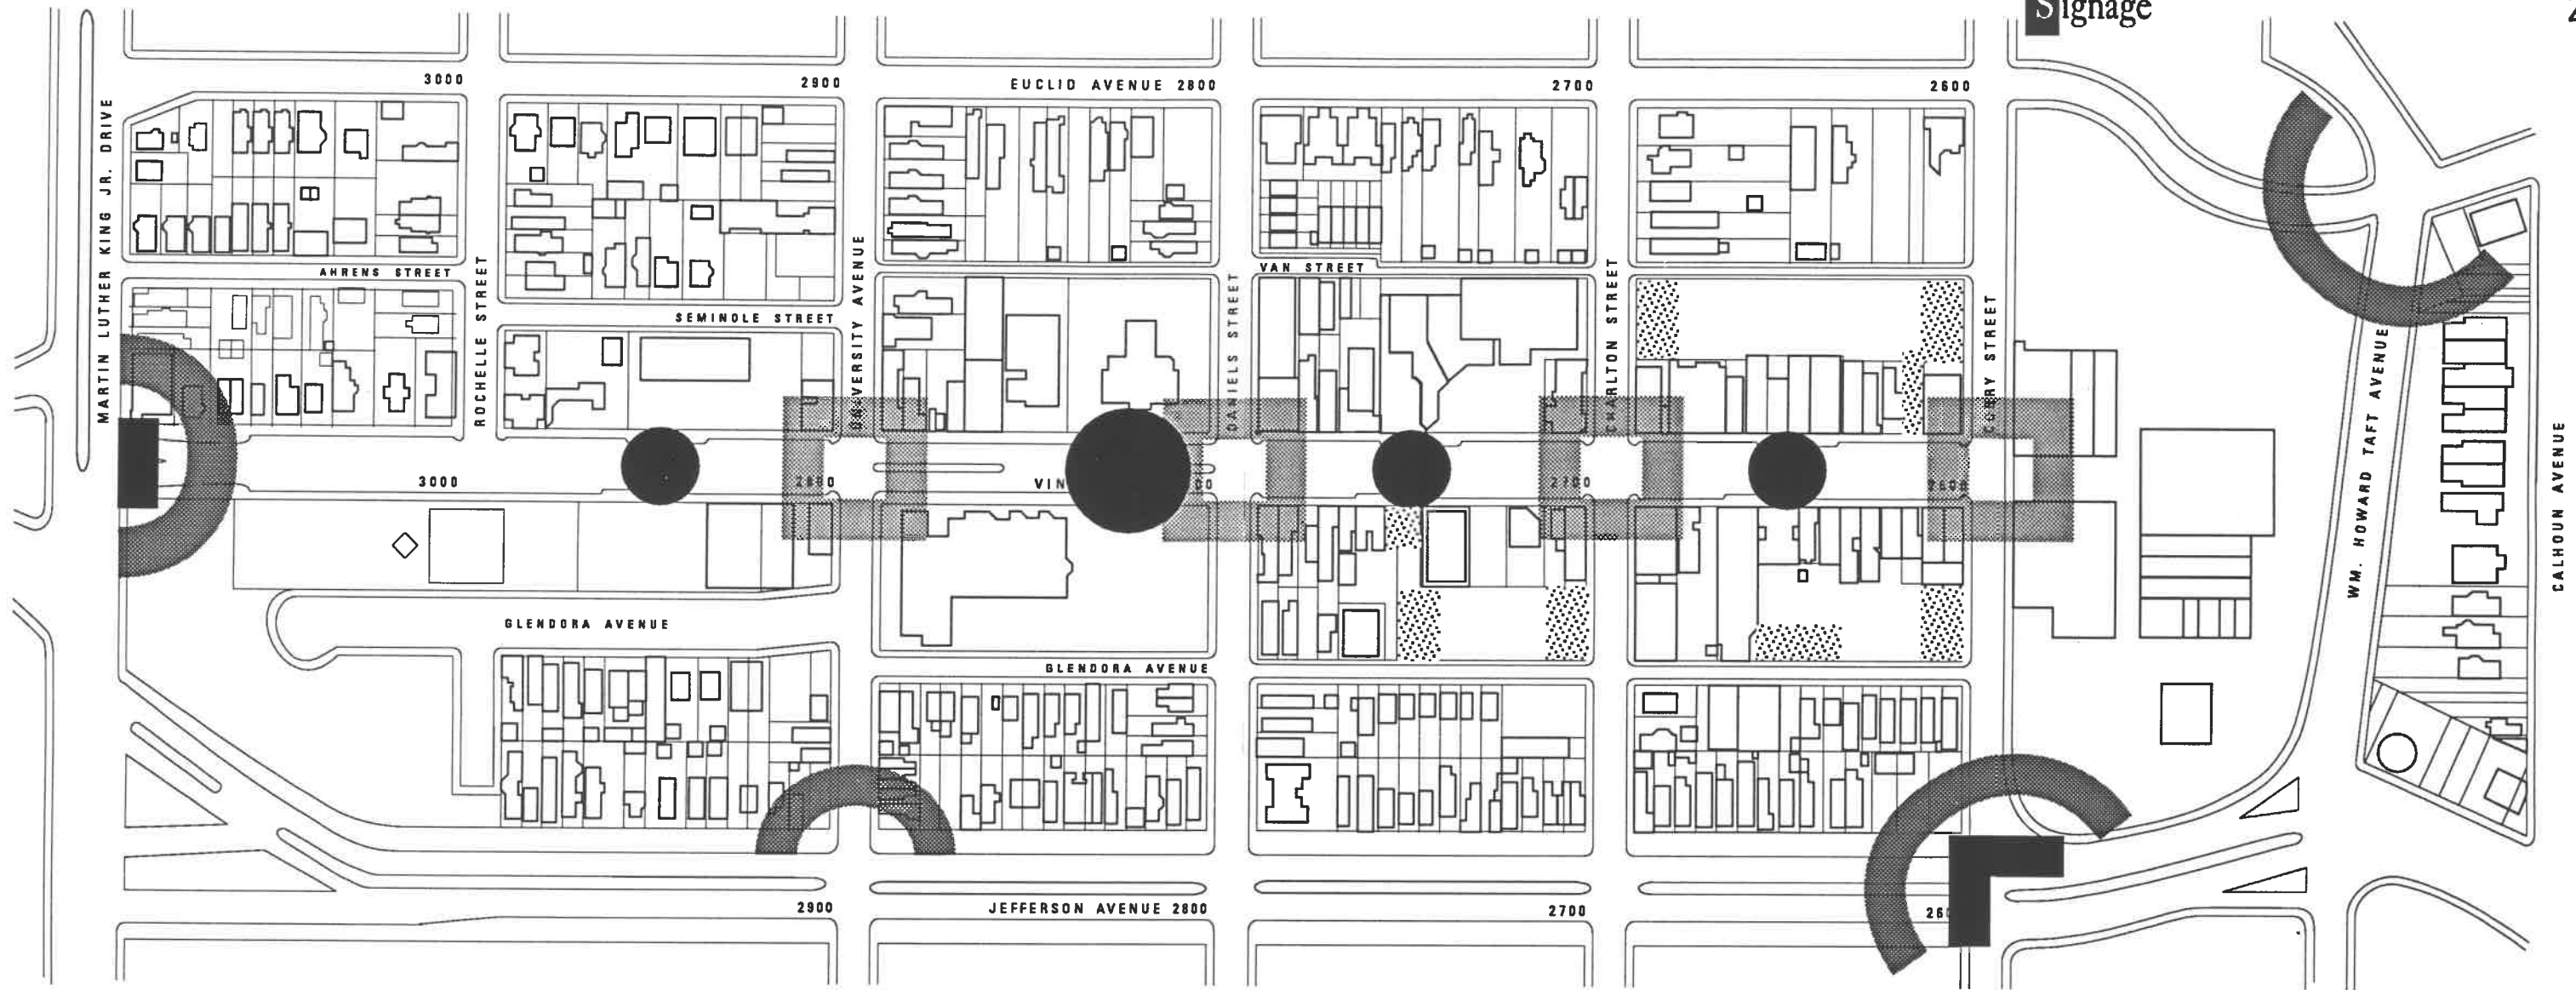 Signage
3000
2900
EUCLID AVENUE 2800
2700
2600
MARTIN LUTHER KING JR. DRIVE
AHRENS STREET
ROCHELLE STREET
SEMINOLE STREET
UNIVERSITY AVENUE
VAN STREET
DANIELS STREET
CHARLTON STREET
CORRY STREET
WM. HOWARD TAFT AVENUE
CALHOUN AVENUE
3000
2700
GLENDORA AVENUE
GLENDORA AVENUE
2900
JEFFERSON AVENUE 2800
2700